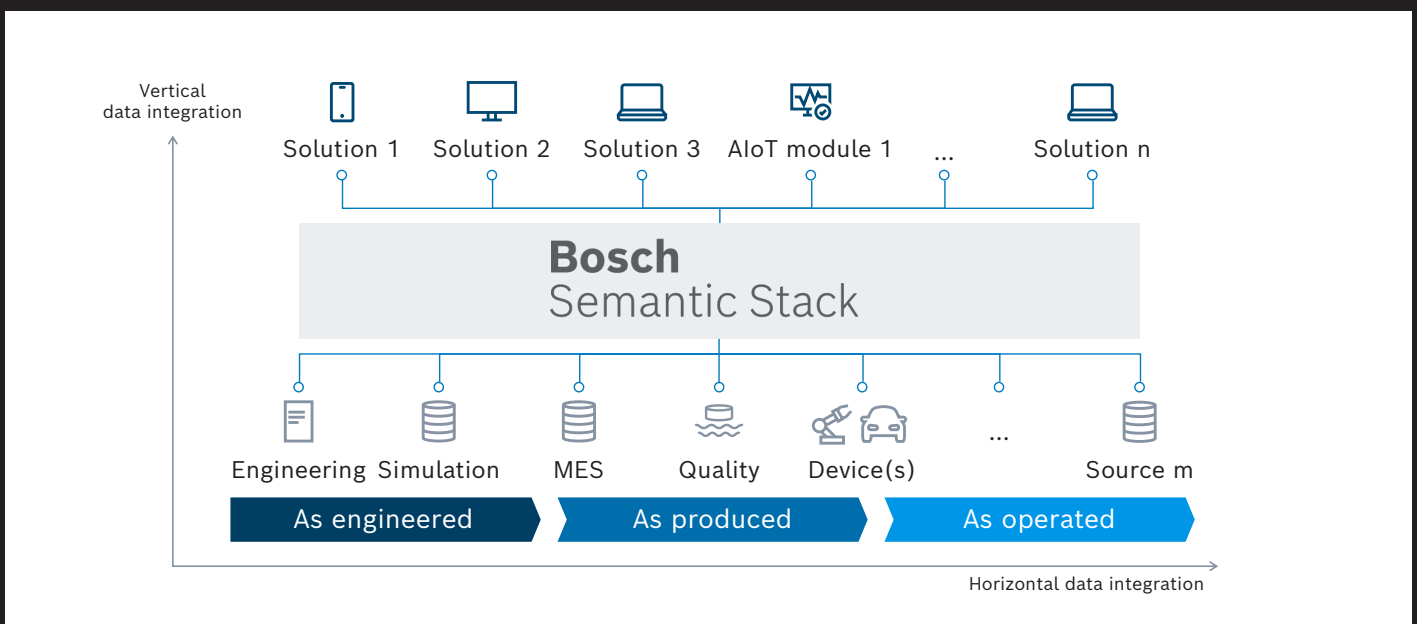 Vertical
data integration
Solution 1 Solution 2 Solution 3 AIoT module 1 ... Solution n
Bosch
Semantic Stack
...
Engineering Simulation MES Quality Device(s) Source m
As engineered As produced As operated
Horizontal data integration